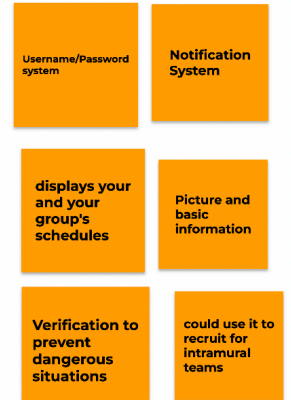 Username/Password
system
Notification
System
displays your
and your
group's
schedules
Picture and
basic
information
Verification to
prevent
dangerous
situations
could use it to
recruit for
intramural
teams